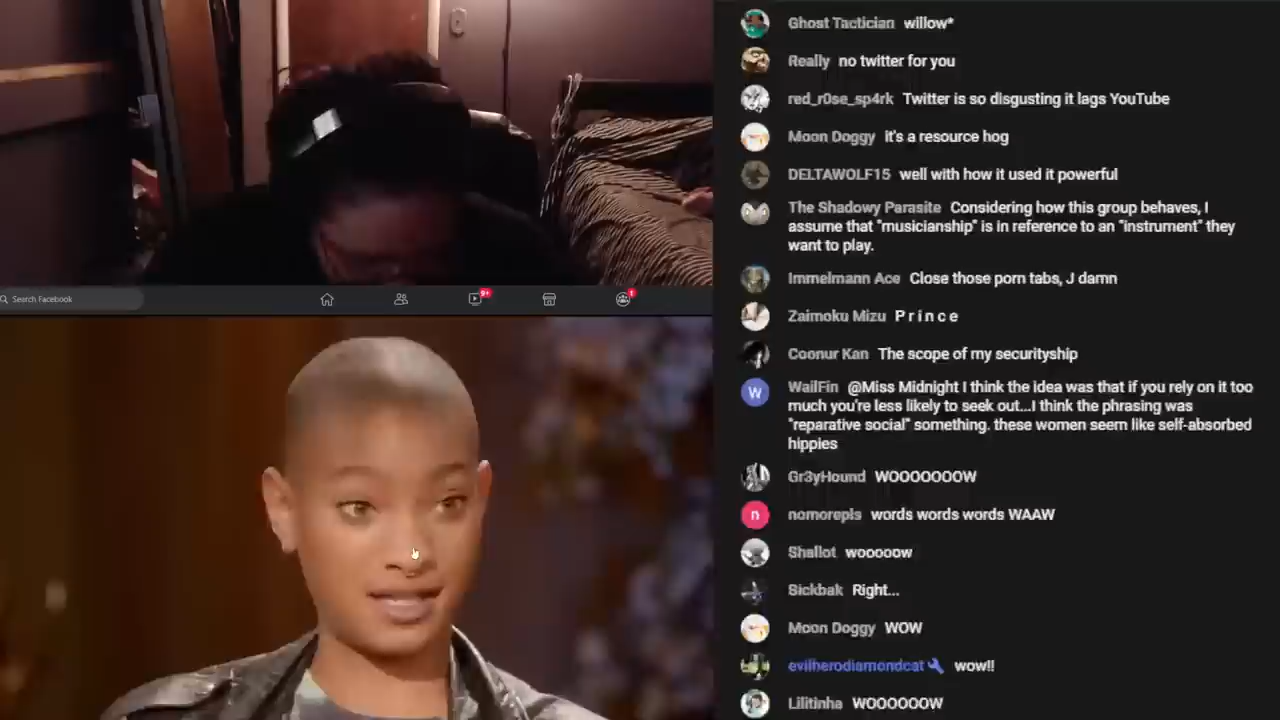 Search Facebook
9+
1
Ghost Tactician willow*
Really no twitter for you
red_r0se_sp4rk Twitter is so disgusting it lags YouTube
Moon Doggy it's a resource hog
DELTAWOLF15 well with how it used it powerful
The Shadowy Parasite Considering how this group behaves, I
assume that "musicianship" is in reference to an "instrument" they
want to play.
Immelmann Ace Close those porn tabs, J damn
Zaimoku Mizu P r i n c e
Coonur Kan The scope of my securityship
W
WailFin @Miss Midnight I think the idea was that if you rely on it too
much you're less likely to seek out...I think the phrasing was
"reparative social" something. these women seem like self-absorbed
hippies
Gr3yHound WOOOOOOOW
n
nomorepls words words words WAAW
Shallot wooooow
Sickbak Right...
Moon Doggy WOW
evilherodiamondcat wow!!
Lilitinha WOOOOOOW